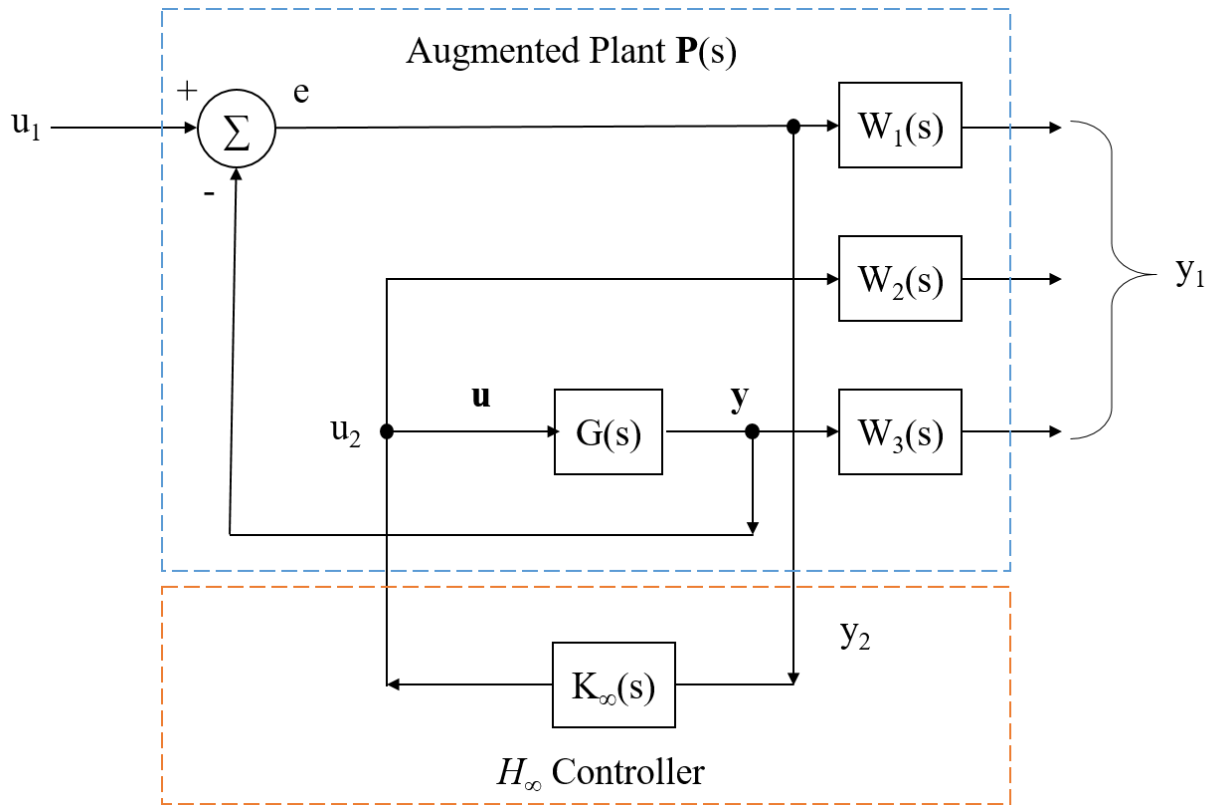 Augmented Plant P(s)
+
e
u₁
∑
W₁(s)
-
W₂(s)
y₁
u
y
u₂
G(s)
W₃(s)
y₂
K∞(s)
H∞ Controller